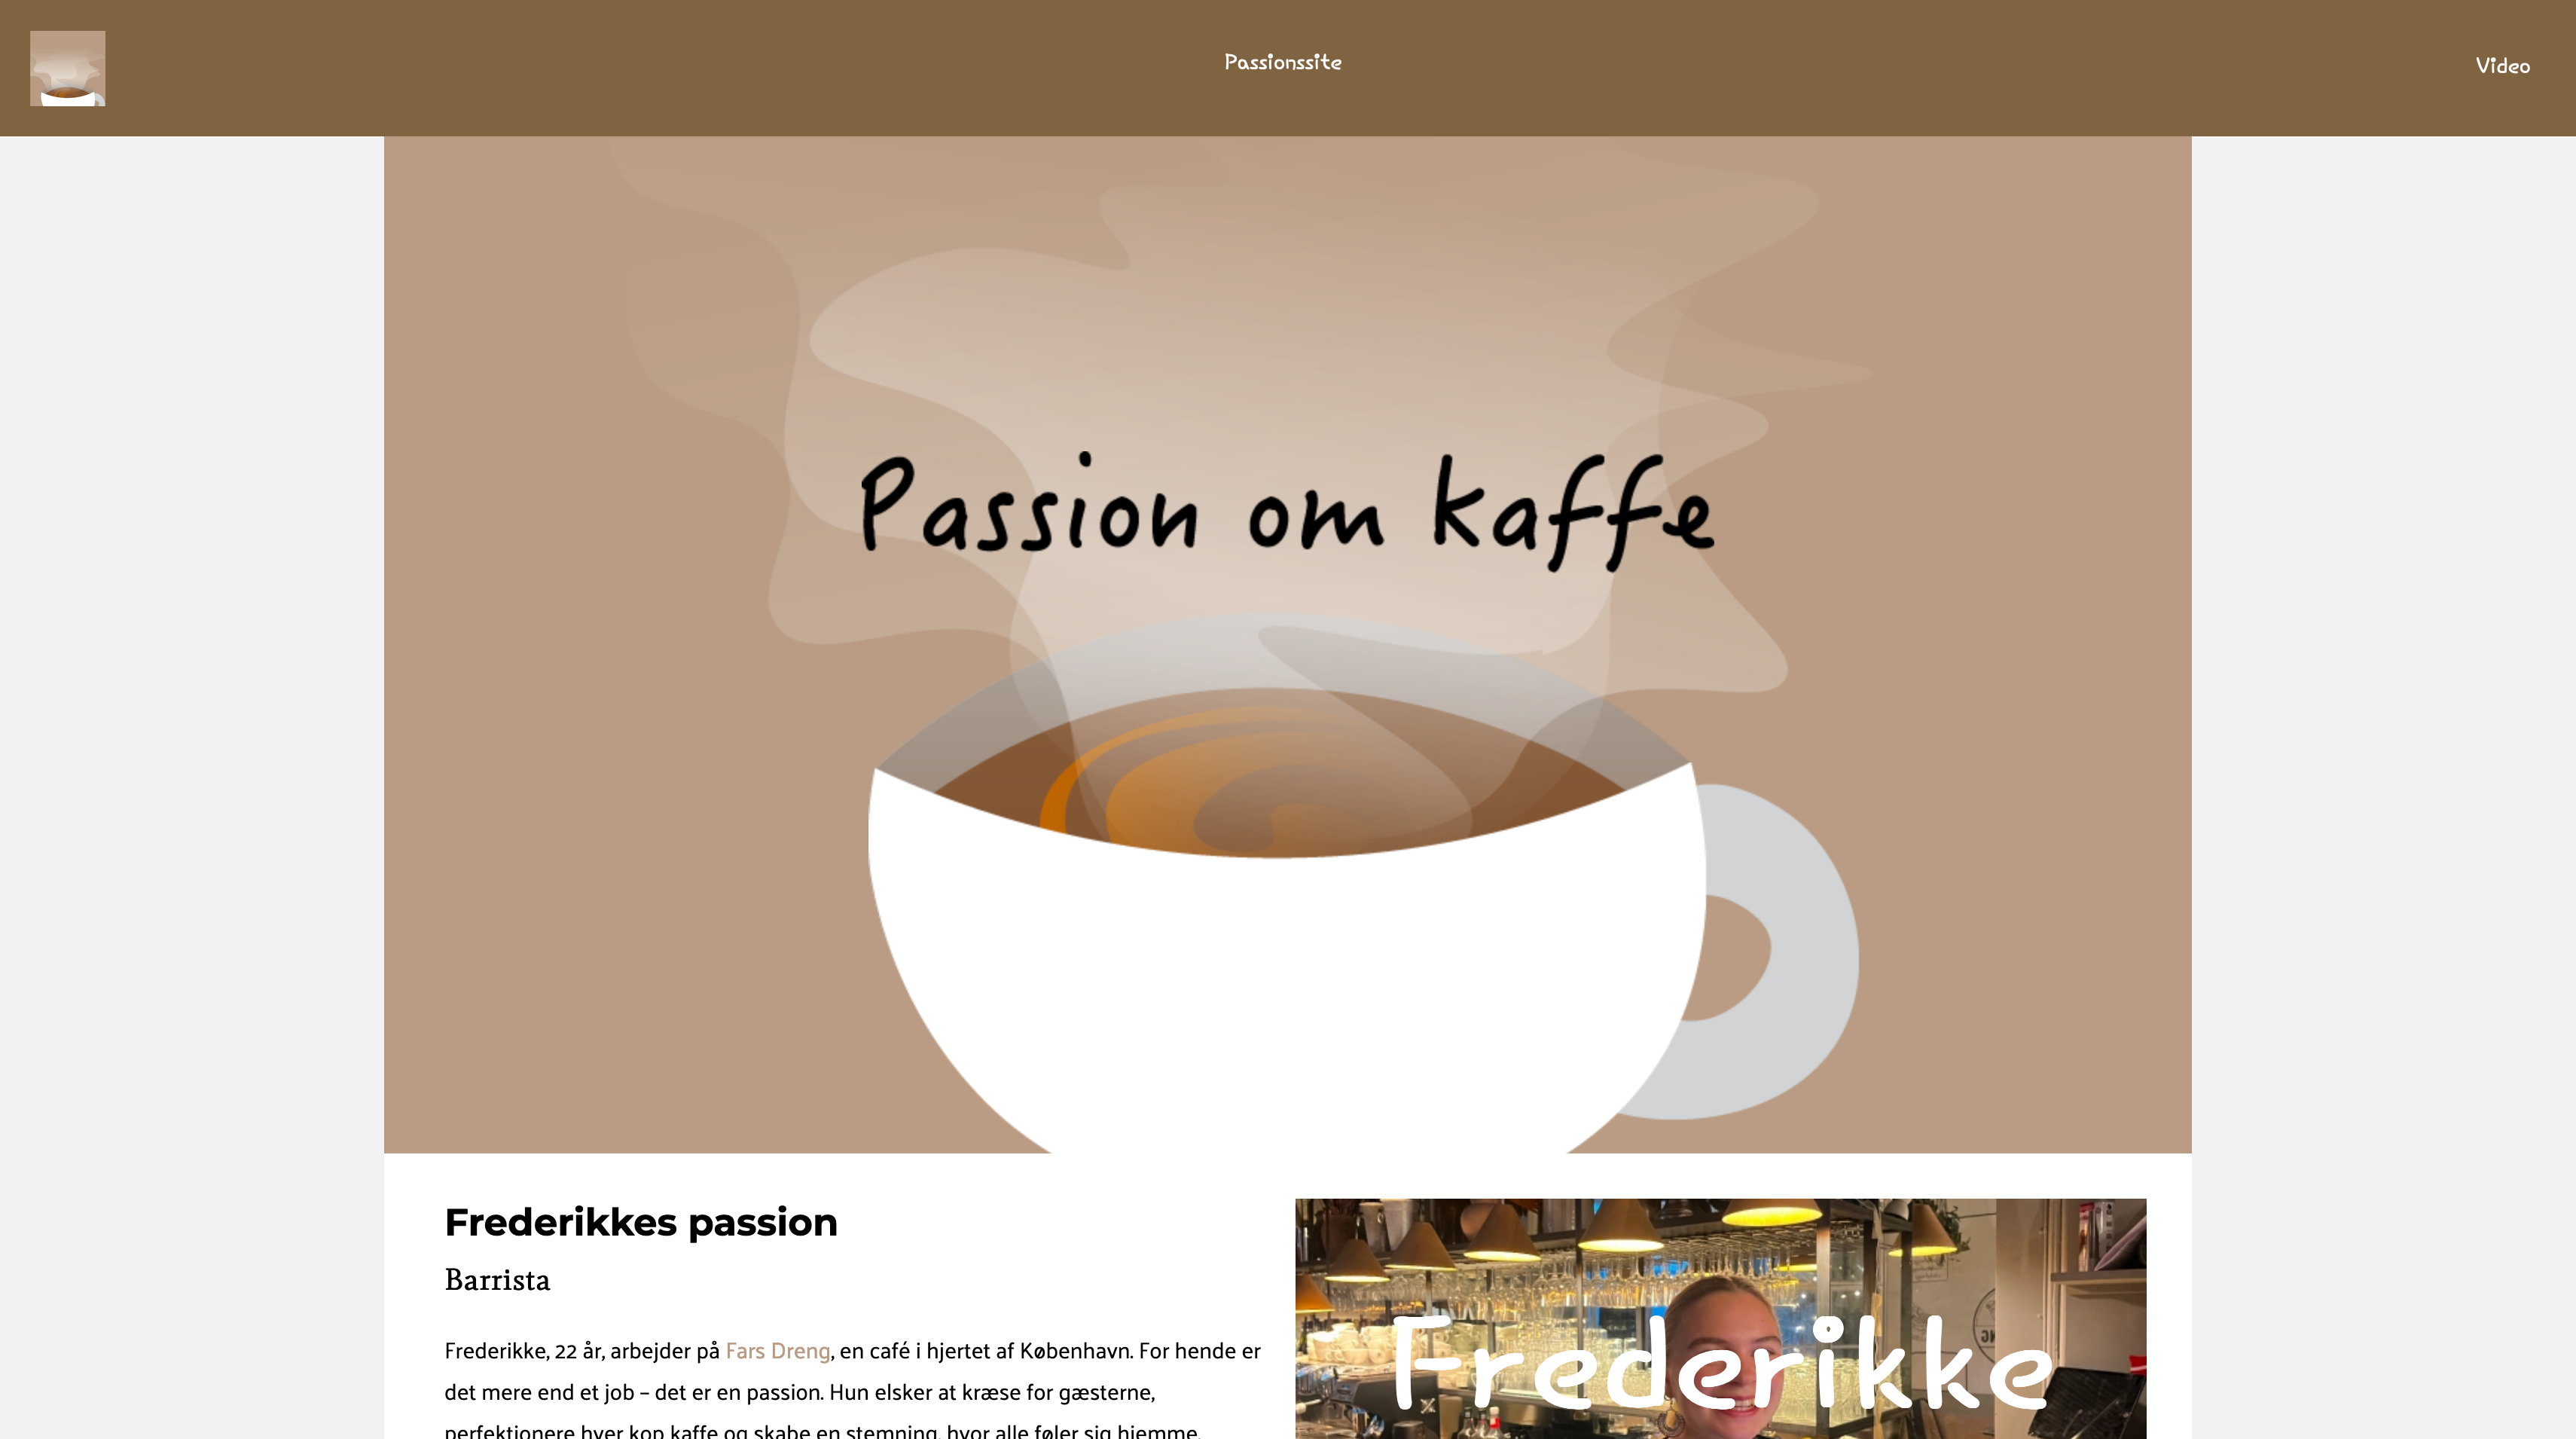 Passionssite
Video
Passion om kaffe
Frederikkes passion
Barrista
Frederikke, 22 år, arbejder på Fars Dreng, en café i hjertet af København. For hende er
det mere end et job – det er en passion. Hun elsker at kræse for gæsterne,
perfektionere hver kop kaffe og skabe en stemning, hvor alle føler sig hjemme.
Frederikke